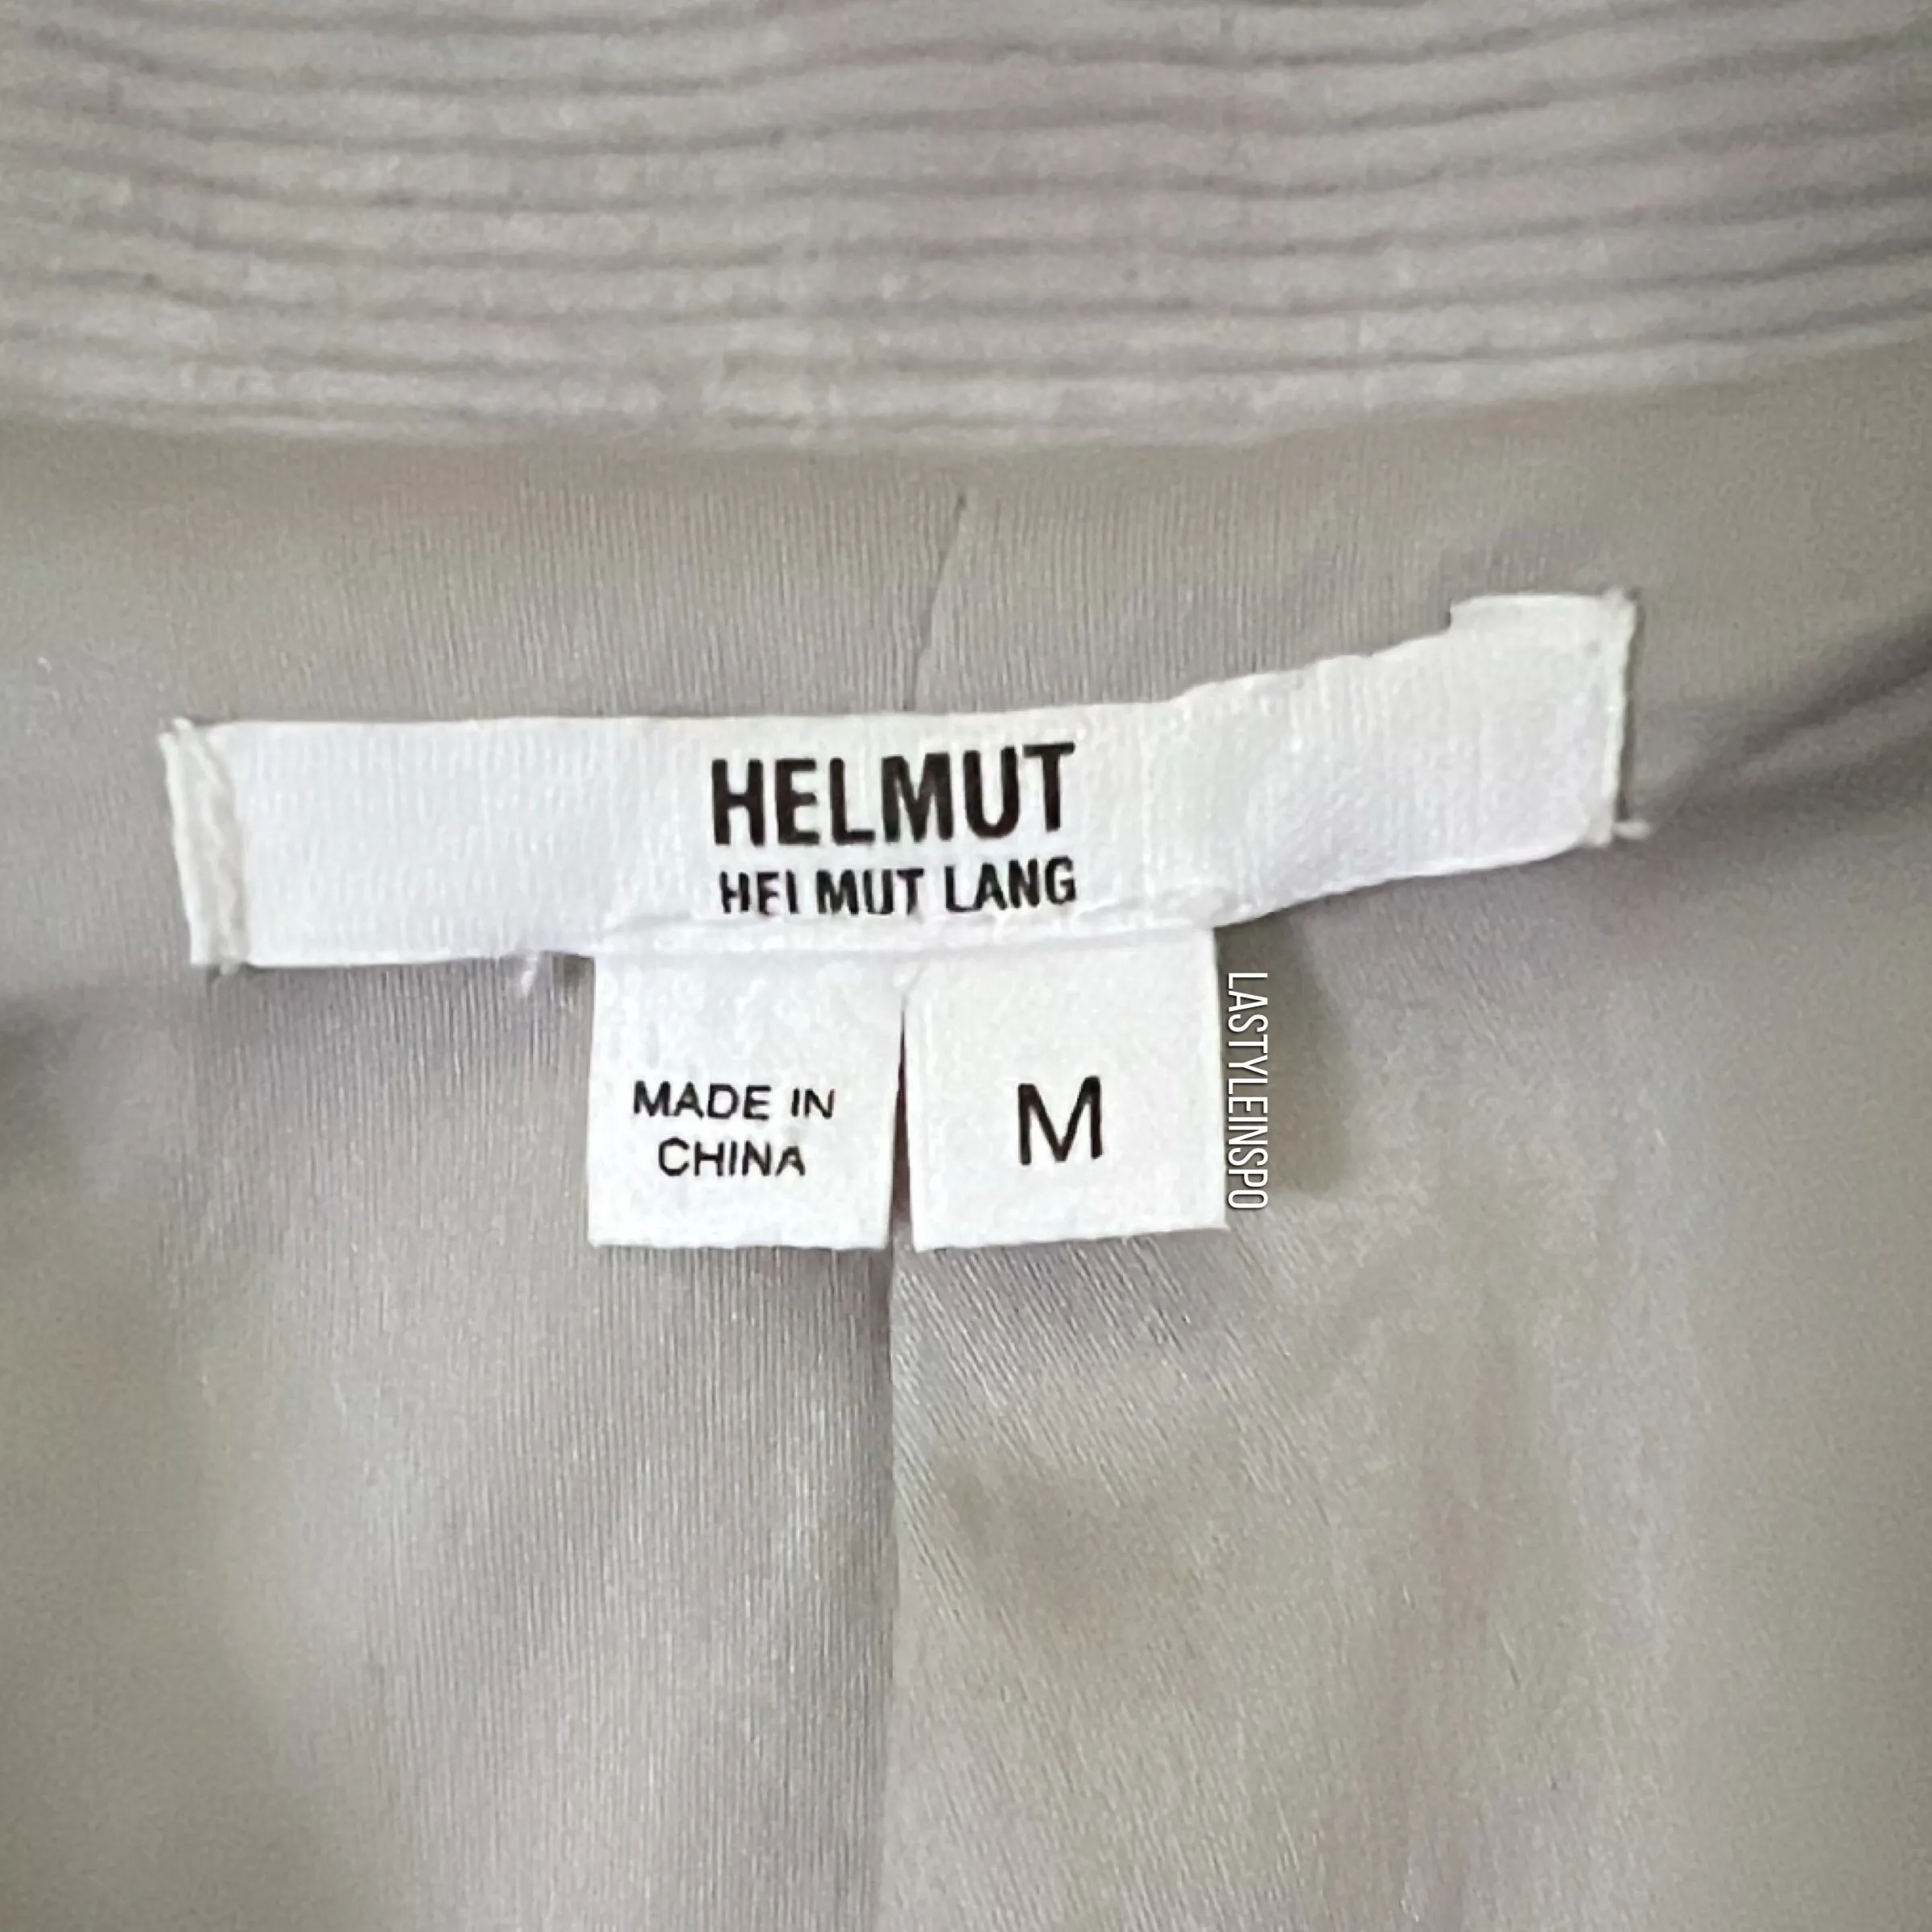 HELMUT
HELMUT LANG
MADE IN
CHINA
M
LASTYLEINSPO